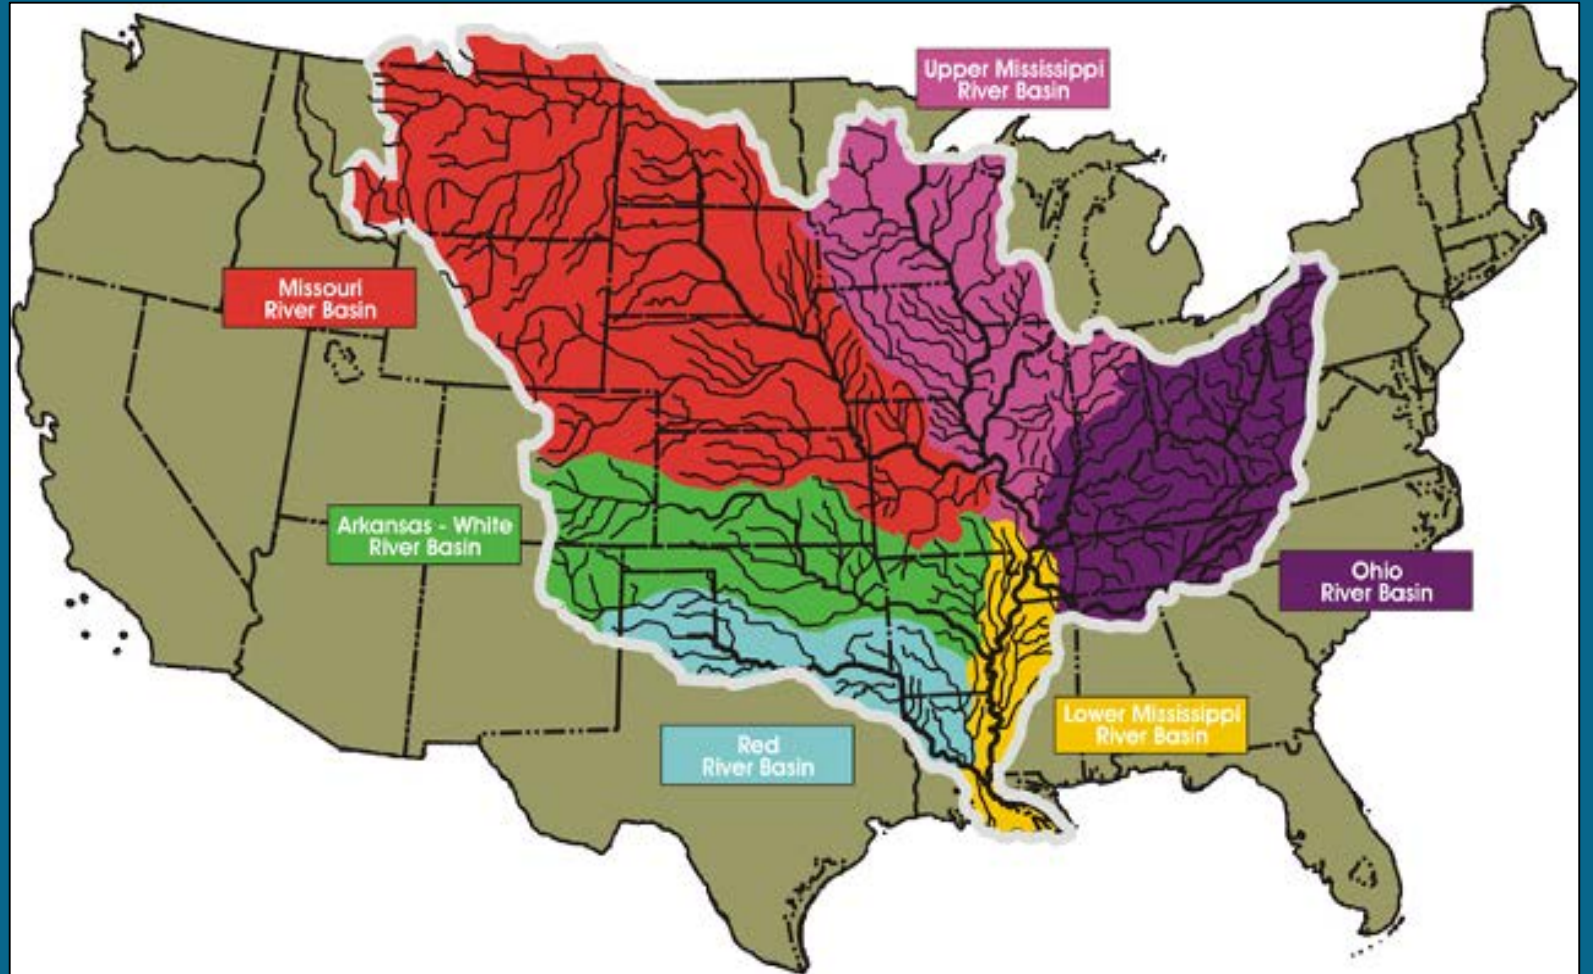 Upper Mississippi
River Basin
Missouri
River Basin
Arkansas - White
River Basin
Ohio
River Basin
Lower Mississippi
River Basin
Red
River Basin